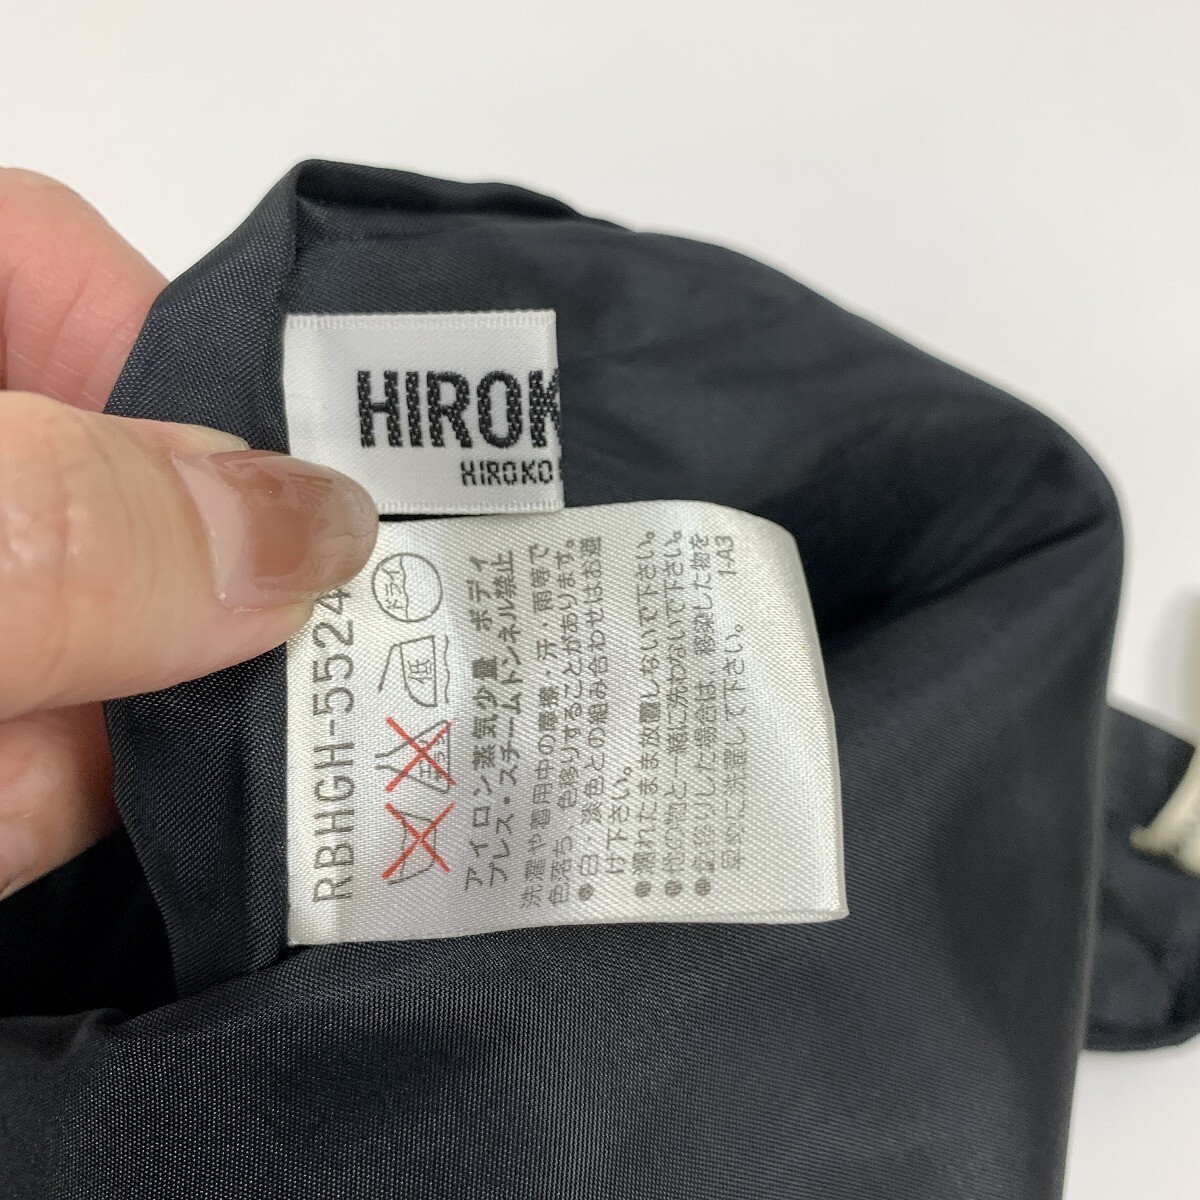 HIROK
HIROKO
RBHGH-5524
ドライ
低
アイロン蒸気少量 ボディ
プレス・スチームトンネル禁止
洗濯や着用中の摩擦・汗・雨等で
色落ち、色移りすることがあります。
●白・淡色との組み合わせはお避
け下さい。
●濡れたまま放置しないで下さい。
●他の物と一緒に洗わないで下さい。
●色移りした場合は、移染した物を
早急に洗濯して下さい。
1-A3